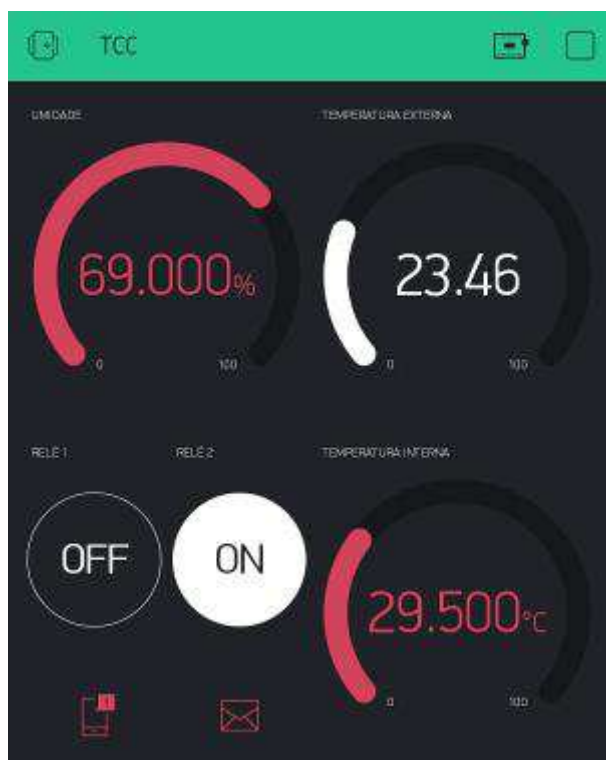 TCC
UMIDADE
TEMPERATURA EXTERNA
69.000%
23.46
0 100
0 100
RELÉ 1
RELÉ 2
TEMPERATURA INTERNA
OFF
ON
29.500°C
0 100